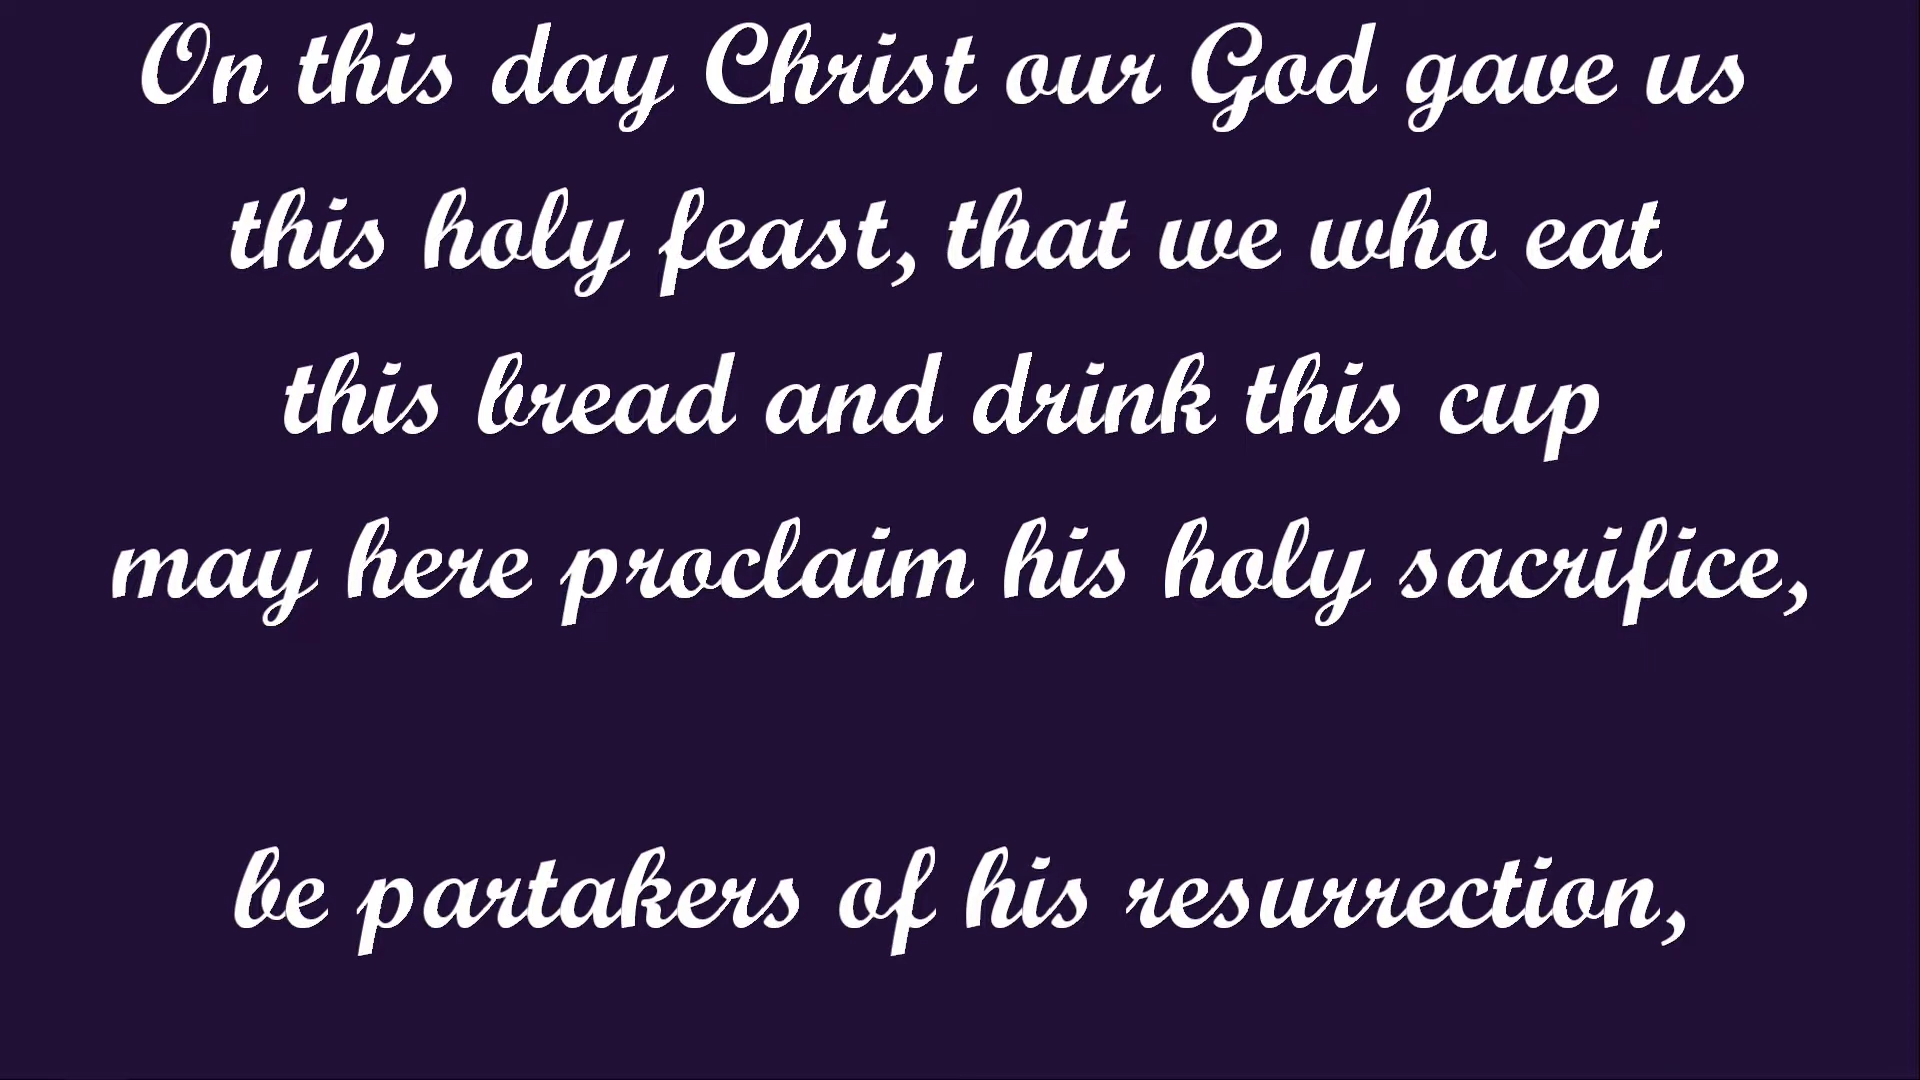 On this day Christ our God gave us
this holy feast, that we who eat
this bread and drink this cup
may here proclaim his holy sacrifice,
be partakers of his resurrection,